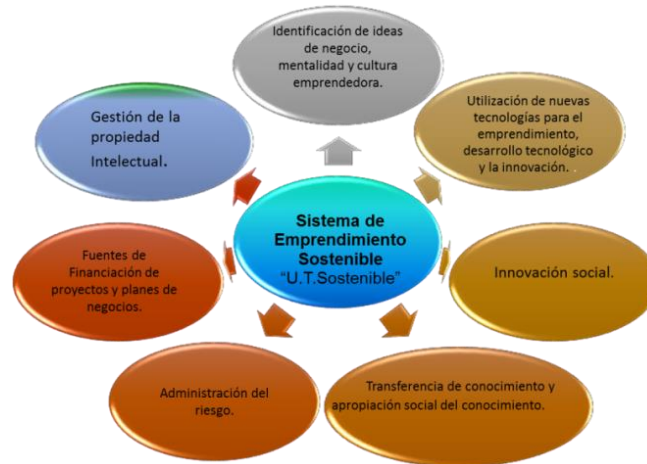 Identificación de ideas
de negocio,
mentalidad y cultura
emprendedora.
Utilización de nuevas
tecnologías para el
emprendimiento,
desarrollo tecnológico
y la innovación. .
Innovación social.
Transferencia de conocimiento y
apropiación social del conocimiento.
Administración del
riesgo.
Fuentes de
Financiación de
proyectos y planes de
negocios.
Gestión de la
propiedad
Intelectual.
Sistema de
Emprendimiento
Sostenible
“U.T.Sostenible”